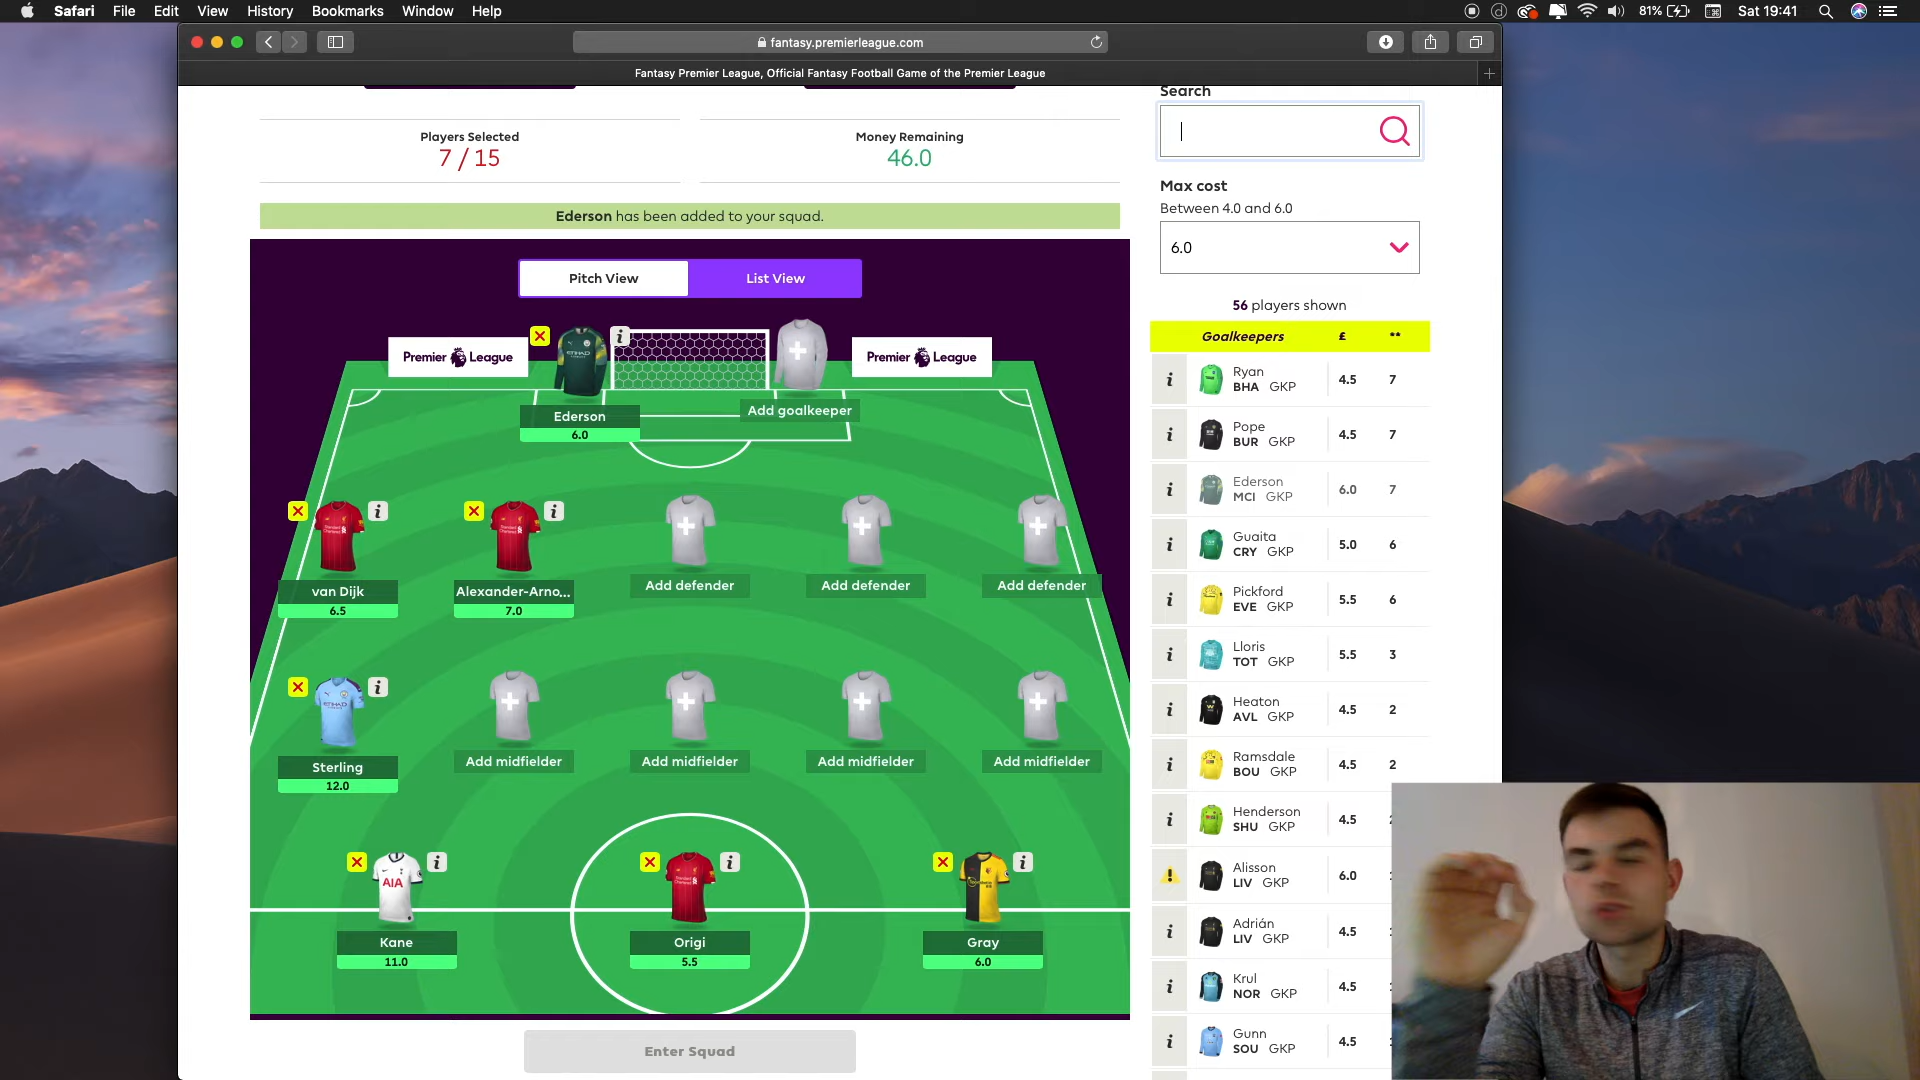 Safari File Edit View History Bookmarks Window Help
81% Sat 19:41
fantasy.premierleague.com
Fantasy Premier League, Official Fantasy Football Game of the Premier League
Players Selected
7 / 15
Money Remaining
46.0
Ederson has been added to your squad.
Pitch View
List View
Premier League
Premier League
Ederson
6.0
Add goalkeeper
van Dijk
6.5
Alexander-Arno...
7.0
Add defender
Add defender
Add defender
Sterling
12.0
Add midfielder
Add midfielder
Add midfielder
Add midfielder
AIA
Kane
11.0
Origi
5.5
Gray
6.0
Enter Squad
Search
Max cost
Between 4.0 and 6.0
6.0
56 players shown
Goalkeepers £ **
Ryan
BHA GKP 4.5 7
Pope
BUR GKP 4.5 7
Ederson
MCI GKP 6.0 7
Guaita
CRY GKP 5.0 6
Pickford
EVE GKP 5.5 6
Lloris
TOT GKP 5.5 3
Heaton
AVL GKP 4.5 2
Ramsdale
BOU GKP 4.5 2
Henderson
SHU GKP 4.5
Alisson
LIV GKP 6.0
Adrián
LIV GKP 4.5
Krul
NOR GKP 4.5
Gunn
SOU GKP 4.5